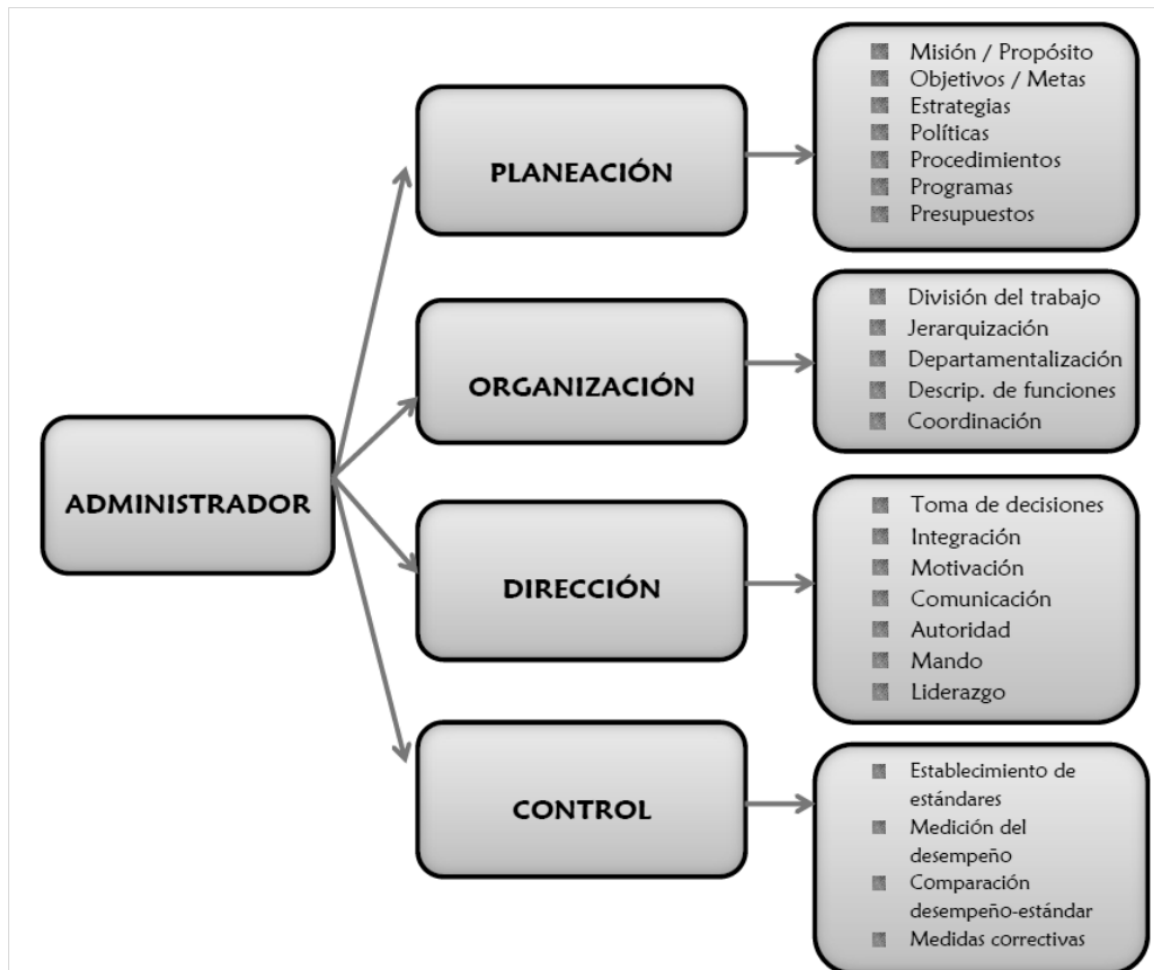 ADMINISTRADOR
PLANEACIÓN
Misión / Propósito
Objetivos / Metas
Estrategias
Políticas
Procedimientos
Programas
Presupuestos
ORGANIZACIÓN
División del trabajo
Jerarquización
Departamentalización
Descrip. de funciones
Coordinación
DIRECCIÓN
Toma de decisiones
Integración
Motivación
Comunicación
Autoridad
Mando
Liderazgo
CONTROL
Establecimiento de
estándares
Medición del
desempeño
Comparación
desempeño-estándar
Medidas correctivas